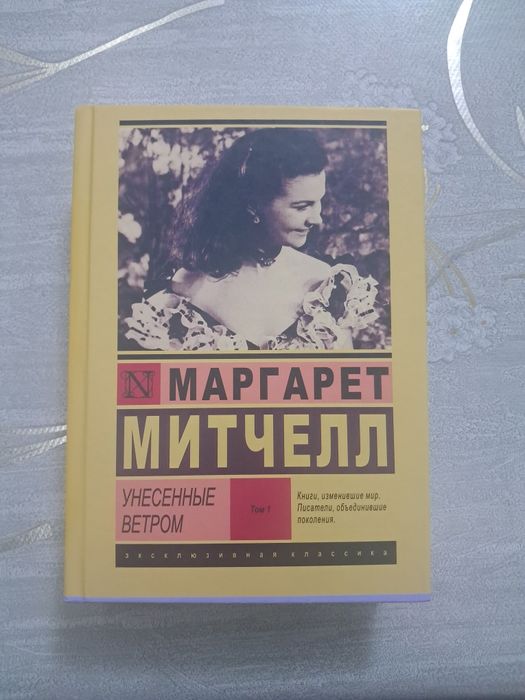 N МАРГАРЕТ
МИТЧЕЛЛ
УНЕСЕННЫЕ
ВЕТРОМ
Том 1
Книги, изменившие мир.
Писатели, объединившие
поколения.
эксклюзивная классика